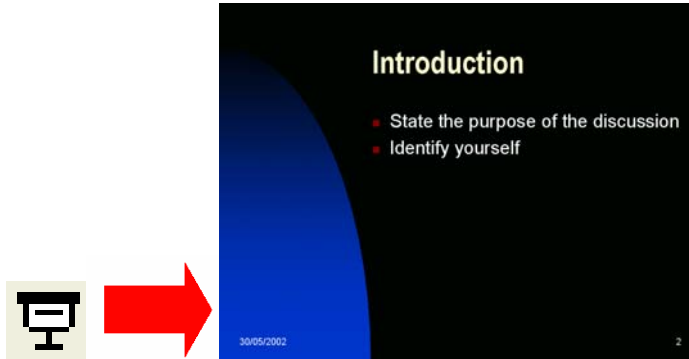 Introduction
State the purpose of the discussion
Identify yourself
30/05/2002
2